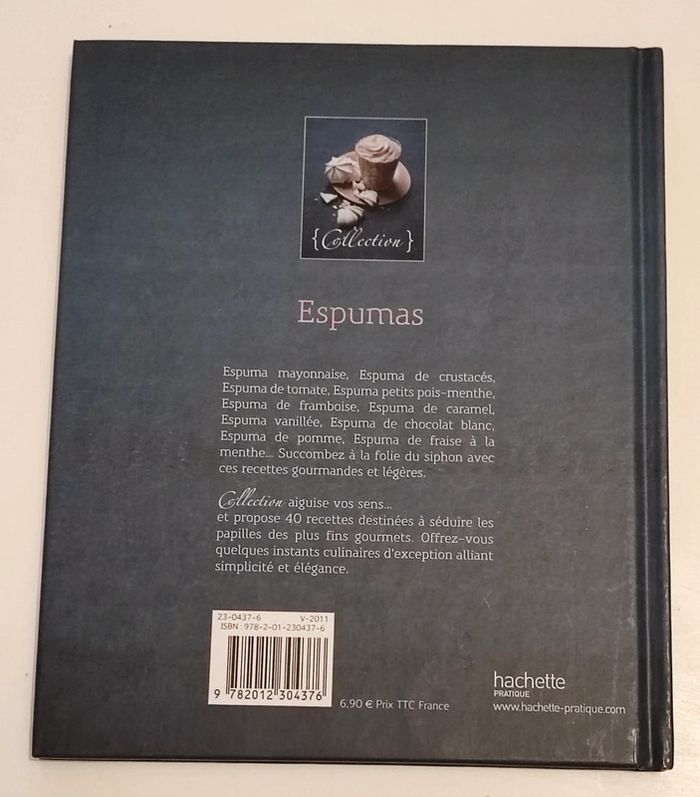 {Collection}
Espumas
Espuma mayonnaise, Espuma de crustacés,
Espuma de tomate, Espuma petits pois-menthe,
Espuma de framboise, Espuma de caramel,
Espuma vanillée, Espuma de chocolat blanc,
Espuma de pomme, Espuma de fraise à la
menthe... Succombez à la folie du siphon avec
ces recettes gourmandes et légères.
Collection aiguise vos sens...
et propose 40 recettes destinées à séduire les
papilles des plus fins gourmets. Offrez-vous
quelques instants culinaires d'exception alliant
simplicité et élégance.
23-0437-6 V-2011
ISBN : 978-2-01-230437-6
9 782012 304376
6,90 € Prix TTC France
hachette
PRATIQUE
www.hachette-pratique.com